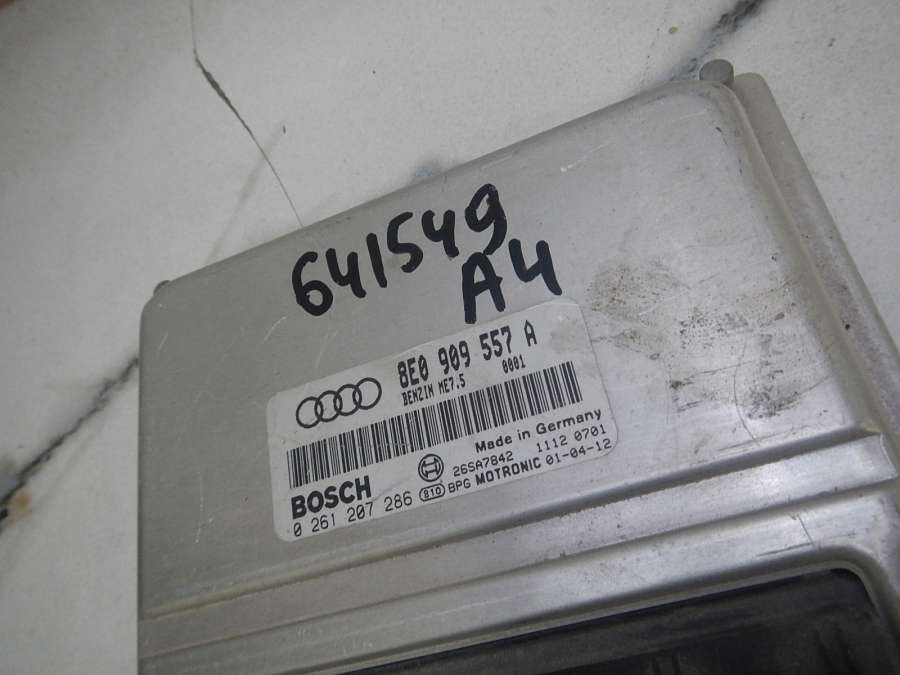 641549
A4
8E0 909 557 A
BENZIN ME7.5 0001
Made in Germany
BOSCH 26SA7842 1112 0701
0 261 207 286 810 BPG MOTRONIC 01-04-12